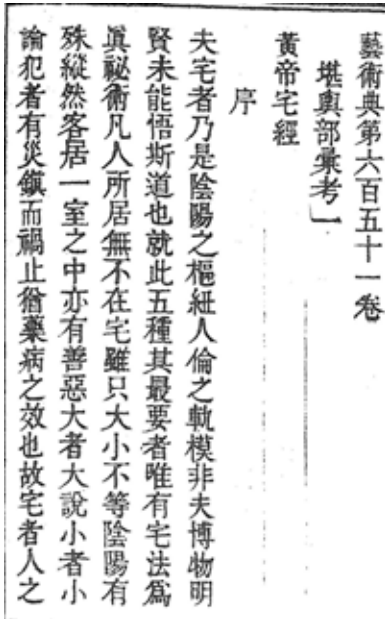 藝術典第六百五十一卷
堪輿部彙考一
黃帝宅經
序
夫宅者乃是陰陽之樞紐人倫之軌模非夫博物明
賢未能悟斯道也就此五種其最要者唯有宅法爲
眞祕術凡人所居無不在宅雖只大小不等陰陽有
殊縱然客居一室之中亦有善惡大者大說小者小
論犯者有災鎭而禍止猶藥病之效也故宅者人之